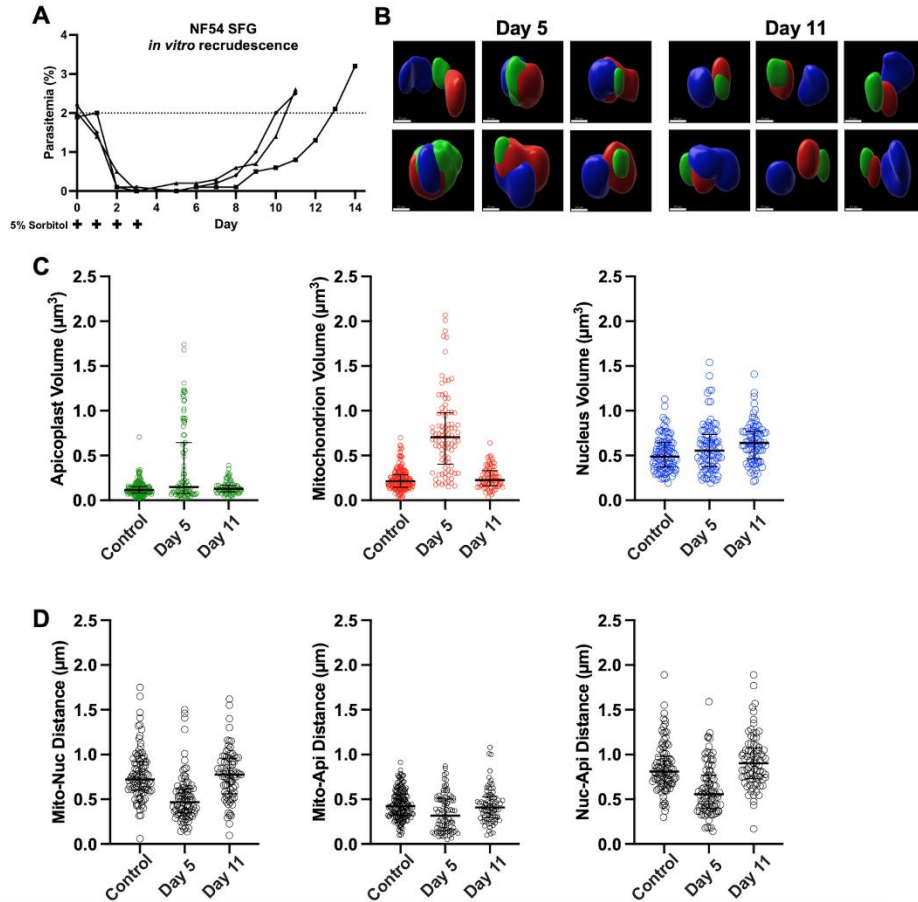 A
NF54 SFG
in vitro recrudescence
Parasitemia (%)
4
3
2
1
0
0 2 4 6 8 10 12 14
Day
5% Sorbitol + + + +
B
Day 5
Day 11
C
Apicoplast Volume (µm³)
2.5
2.0
1.5
1.0
0.5
0.0
Control
Day 5
Day 11
Mitochondrion Volume (µm³)
2.5
2.0
1.5
1.0
0.5
0.0
Control
Day 5
Day 11
Nucleus Volume (µm³)
2.5
2.0
1.5
1.0
0.5
0.0
Control
Day 5
Day 11
D
Mito-Nuc Distance (µm)
2.5
2.0
1.5
1.0
0.5
0.0
Control
Day 5
Day 11
Mito-Api Distance (µm)
2.5
2.0
1.5
1.0
0.5
0.0
Control
Day 5
Day 11
Nuc-Api Distance (µm)
2.5
2.0
1.5
1.0
0.5
0.0
Control
Day 5
Day 11